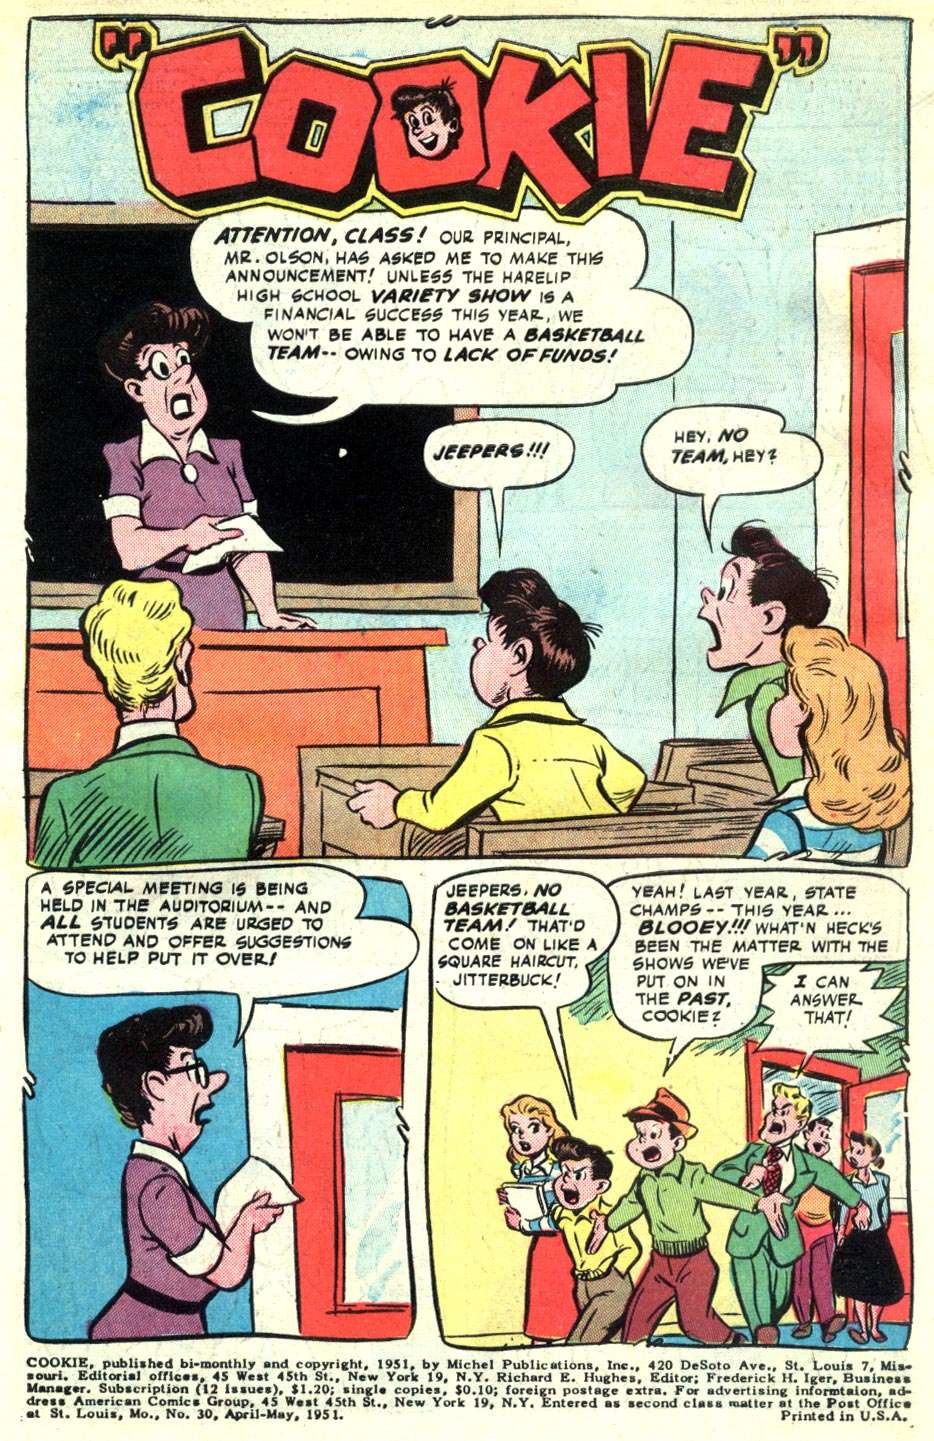 "COOKIE"
ATTENTION, CLASS! OUR PRINCIPAL,
MR. OLSON, HAS ASKED ME TO MAKE THIS
ANNOUNCEMENT! UNLESS THE HARELIP
HIGH SCHOOL VARIETY SHOW IS A
FINANCIAL SUCCESS THIS YEAR, WE
WON'T BE ABLE TO HAVE A BASKETBALL
TEAM-- OWING TO LACK OF FUNDS!
JEEPERS!!!
HEY, NO
TEAM, HEY?
A SPECIAL MEETING IS BEING
HELD IN THE AUDITORIUM-- AND
ALL STUDENTS ARE URGED TO
ATTEND AND OFFER SUGGESTIONS
TO HELP PUT IT OVER!
JEEPERS, NO
BASKETBALL
TEAM! THAT'D
COME ON LIKE A
SQUARE HAIRCUT,
JITTERBUCK!
YEAH! LAST YEAR, STATE
CHAMPS-- THIS YEAR...
BLOOEY!!! WHAT'N HECK'S
BEEN THE MATTER WITH THE
SHOWS WE'VE
PUT ON IN
THE PAST,
COOKIE?
I CAN
ANSWER
THAT!
COOKIE, published bi-monthly and copyright, 1951, by Michel Publications, Inc., 420 DeSoto Ave., St. Louis 7, Mis-
souri. Editorial offices, 45 West 45th St., New York 19, N.Y. Richard E. Hughes, Editor; Frederick H. Iger, Business
Manager. Subscription (12 issues), $1.20; single copies, $0.10; foreign postage extra. For advertising informtaion, ad-
dress American Comics Group, 45 West 45th St., New York 19, N.Y. Entered as second class matter at the Post Office
at St. Louis, Mo., No. 30, April-May, 1951. Printed in U.S.A.